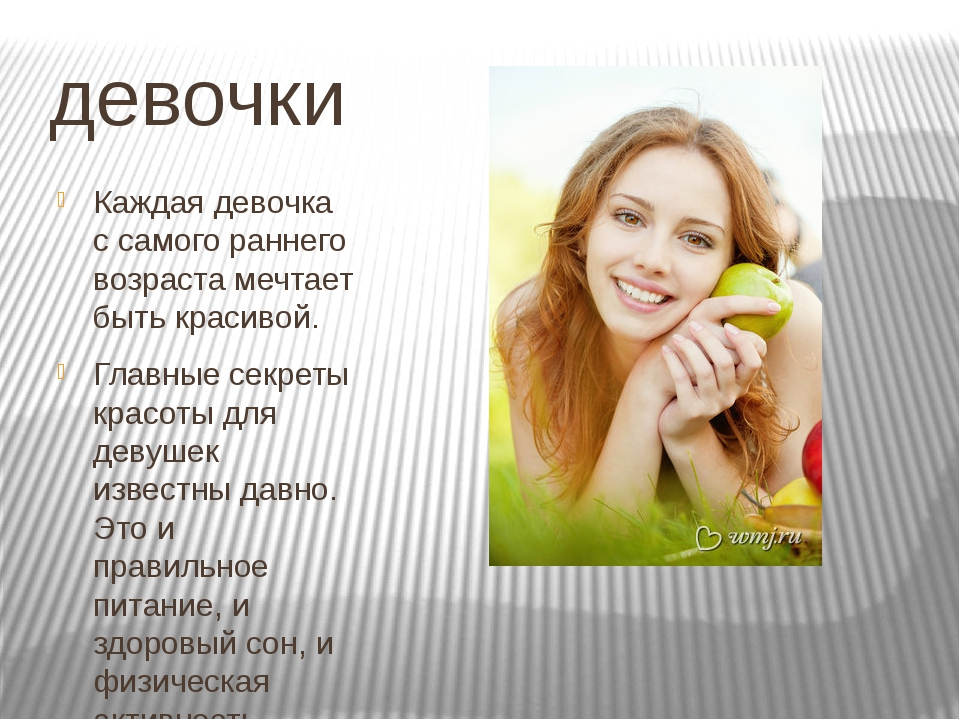 девочки
Каждая девочка
с самого раннего
возраста мечтает
быть красивой.
Главные секреты
красоты для
девушек
известны давно.
Это и
правильное
питание, и
здоровый сон, и
физическая
активность
wmj.ru